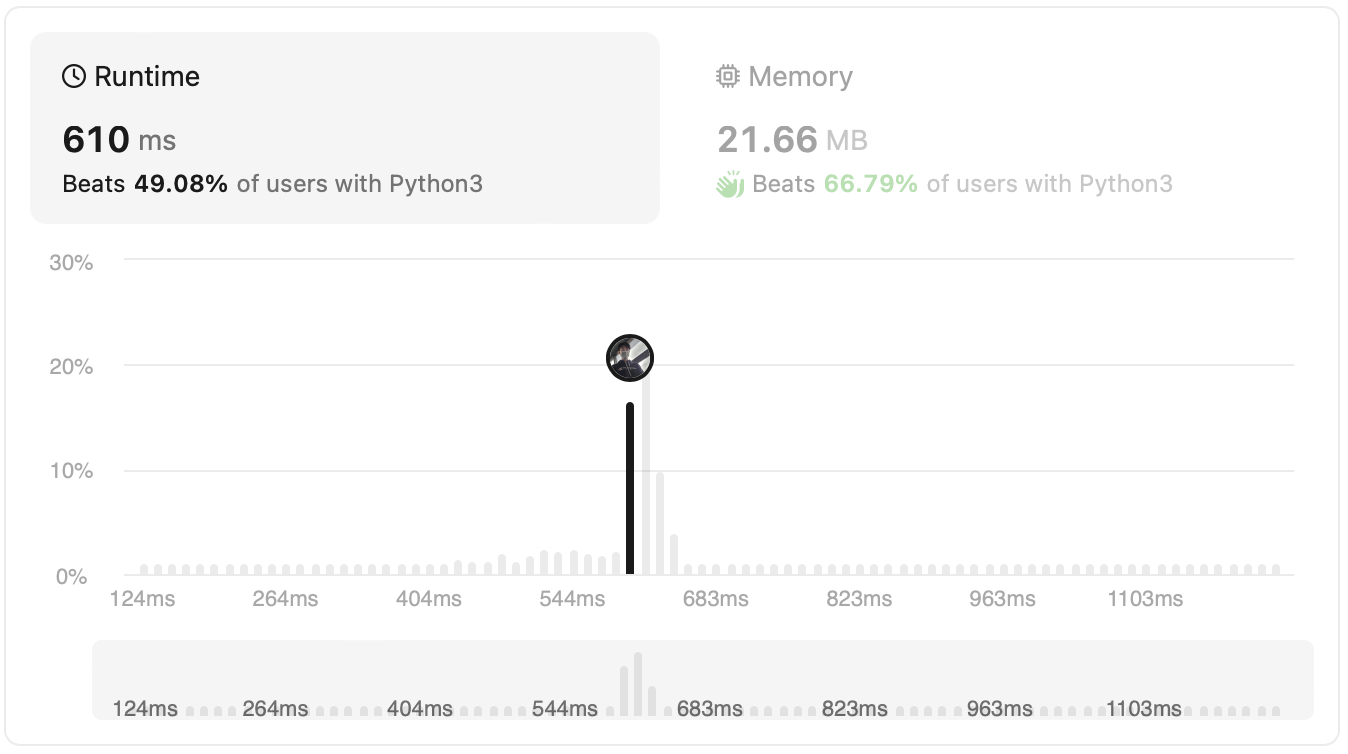 Runtime
610 ms
Beats 49.08% of users with Python3
Memory
21.66 MB
Beats 66.79% of users with Python3
30%
20%
10%
0%
124ms 264ms 404ms 544ms 683ms 823ms 963ms 1103ms
124ms 264ms 404ms 544ms 683ms 823ms 963ms 1103ms